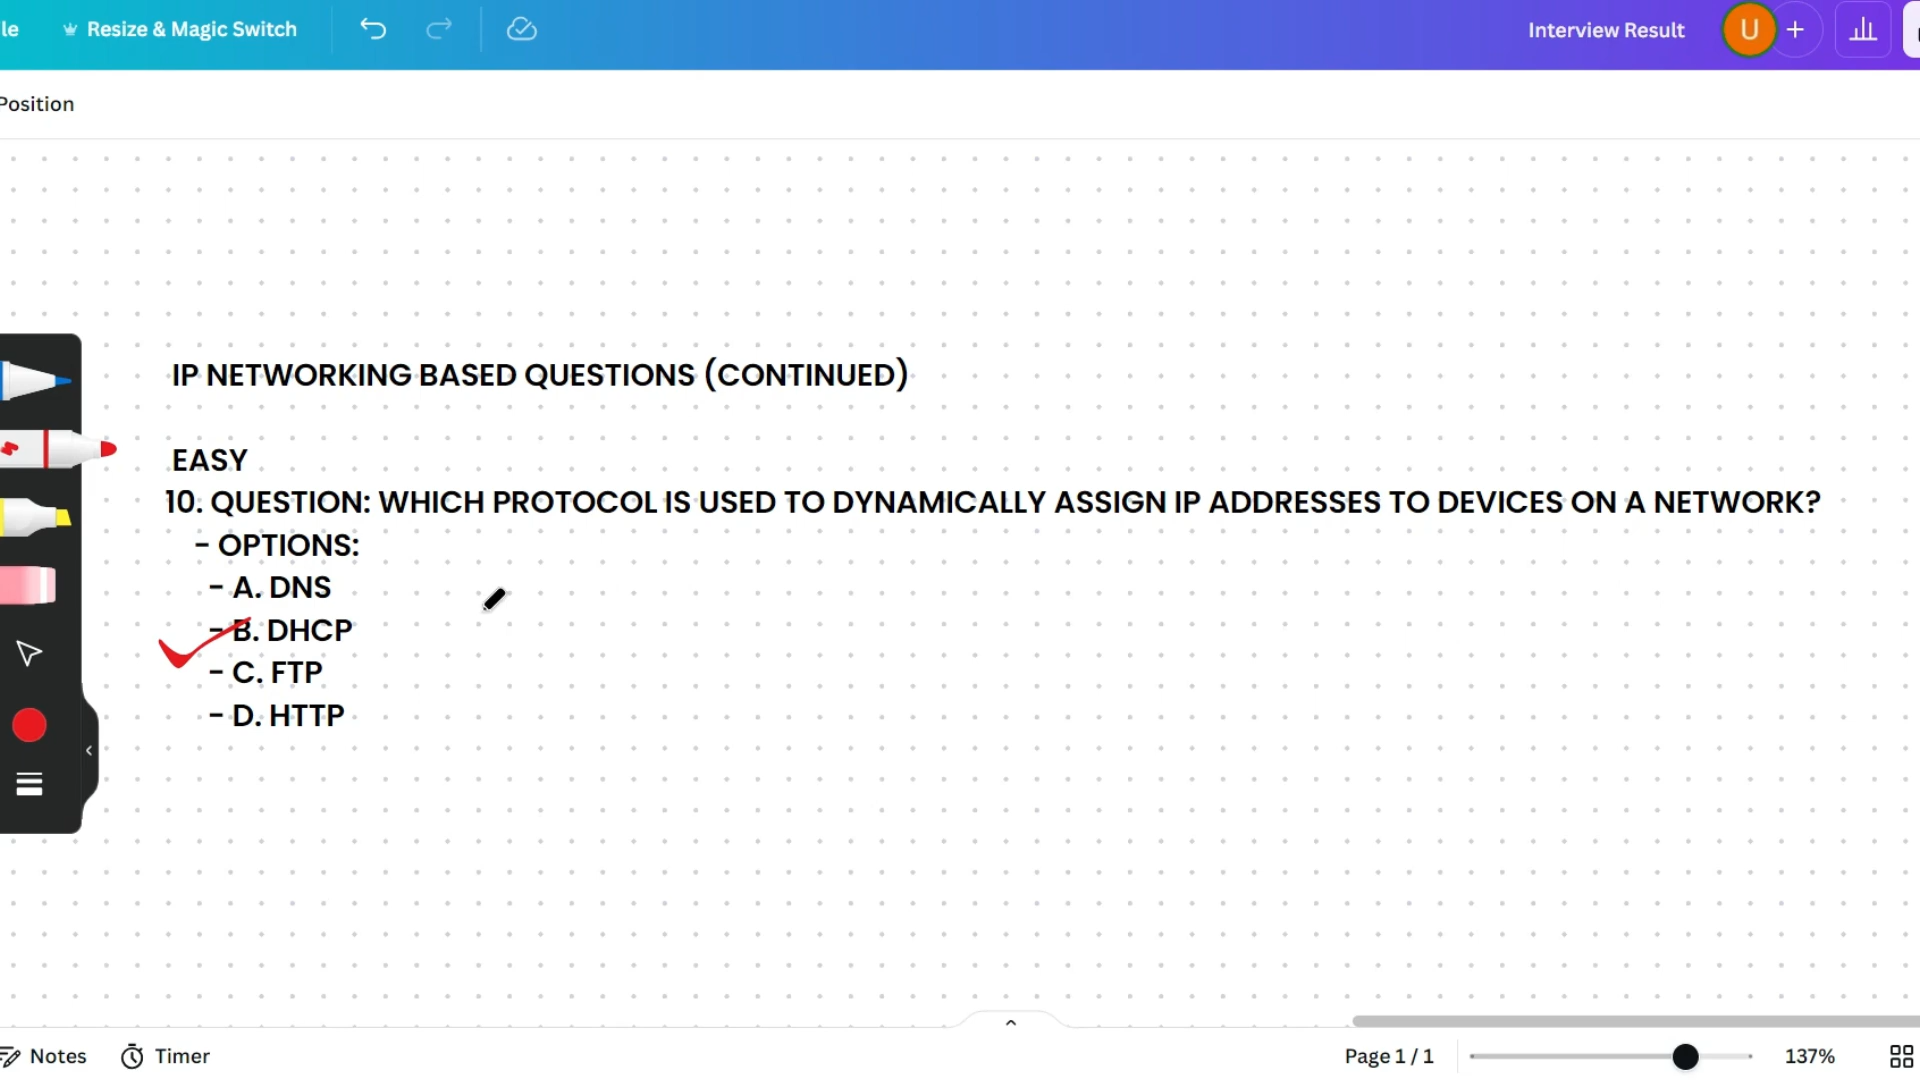 le Resize & Magic Switch Interview Result U
Position
IP NETWORKING BASED QUESTIONS (CONTINUED)
EASY
10. QUESTION: WHICH PROTOCOL IS USED TO DYNAMICALLY ASSIGN IP ADDRESSES TO DEVICES ON A NETWORK?
- OPTIONS:
- A. DNS
- B. DHCP
- C. FTP
- D. HTTP
Notes Timer Page 1 / 1 137%